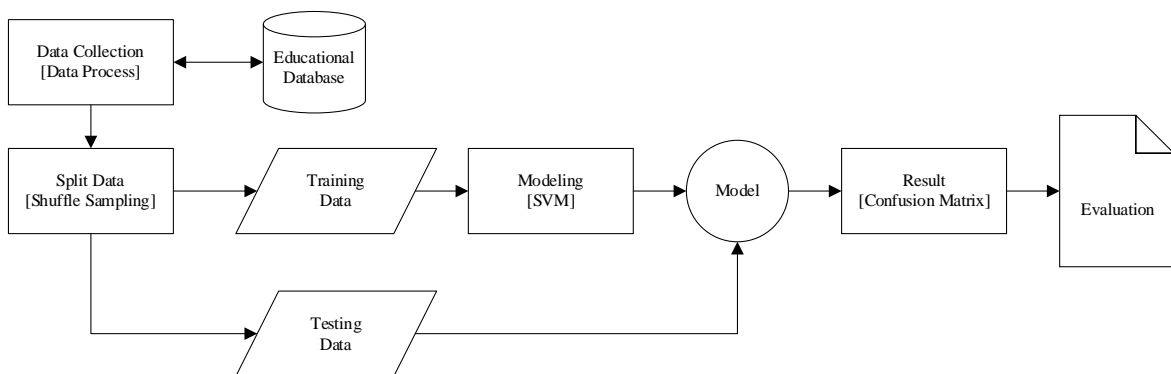 Data Collection
[Data Process]
Educational
Database
Split Data
[Shuffle Sampling]
Training
Data
Modeling
[SVM]
Model
Result
[Confusion Matrix]
Evaluation
Testing
Data